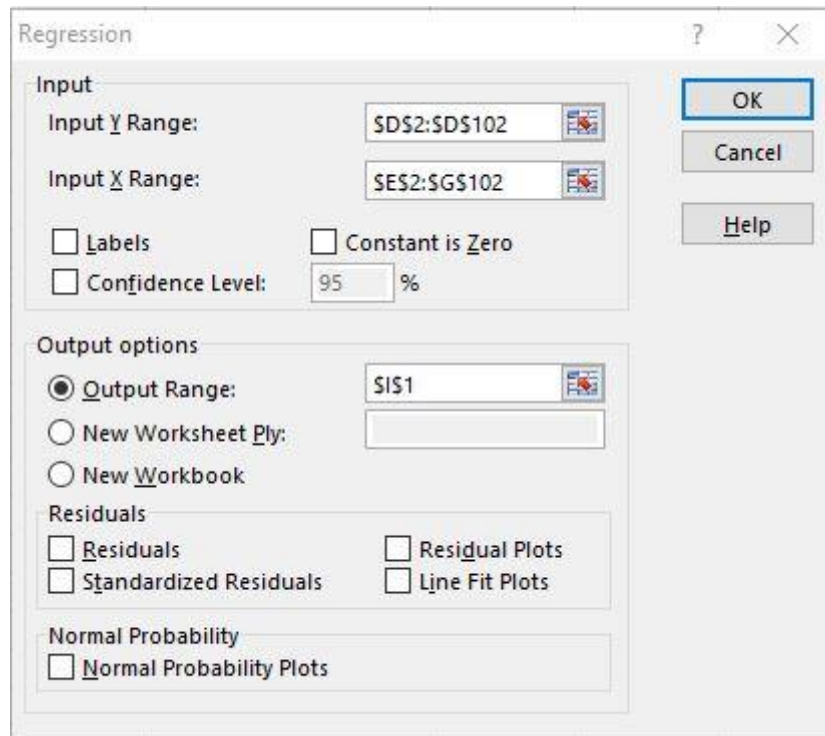 Regression ?
Input
Input Y Range: $D$2:$D$102
Input X Range: $E$2:$G$102
Labels Constant is Zero
Confidence Level: 95 %
OK
Cancel
Help
Output options
Output Range: $I$1
New Worksheet Ply:
New Workbook
Residuals
Residuals Residual Plots
Standardized Residuals Line Fit Plots
Normal Probability
Normal Probability Plots